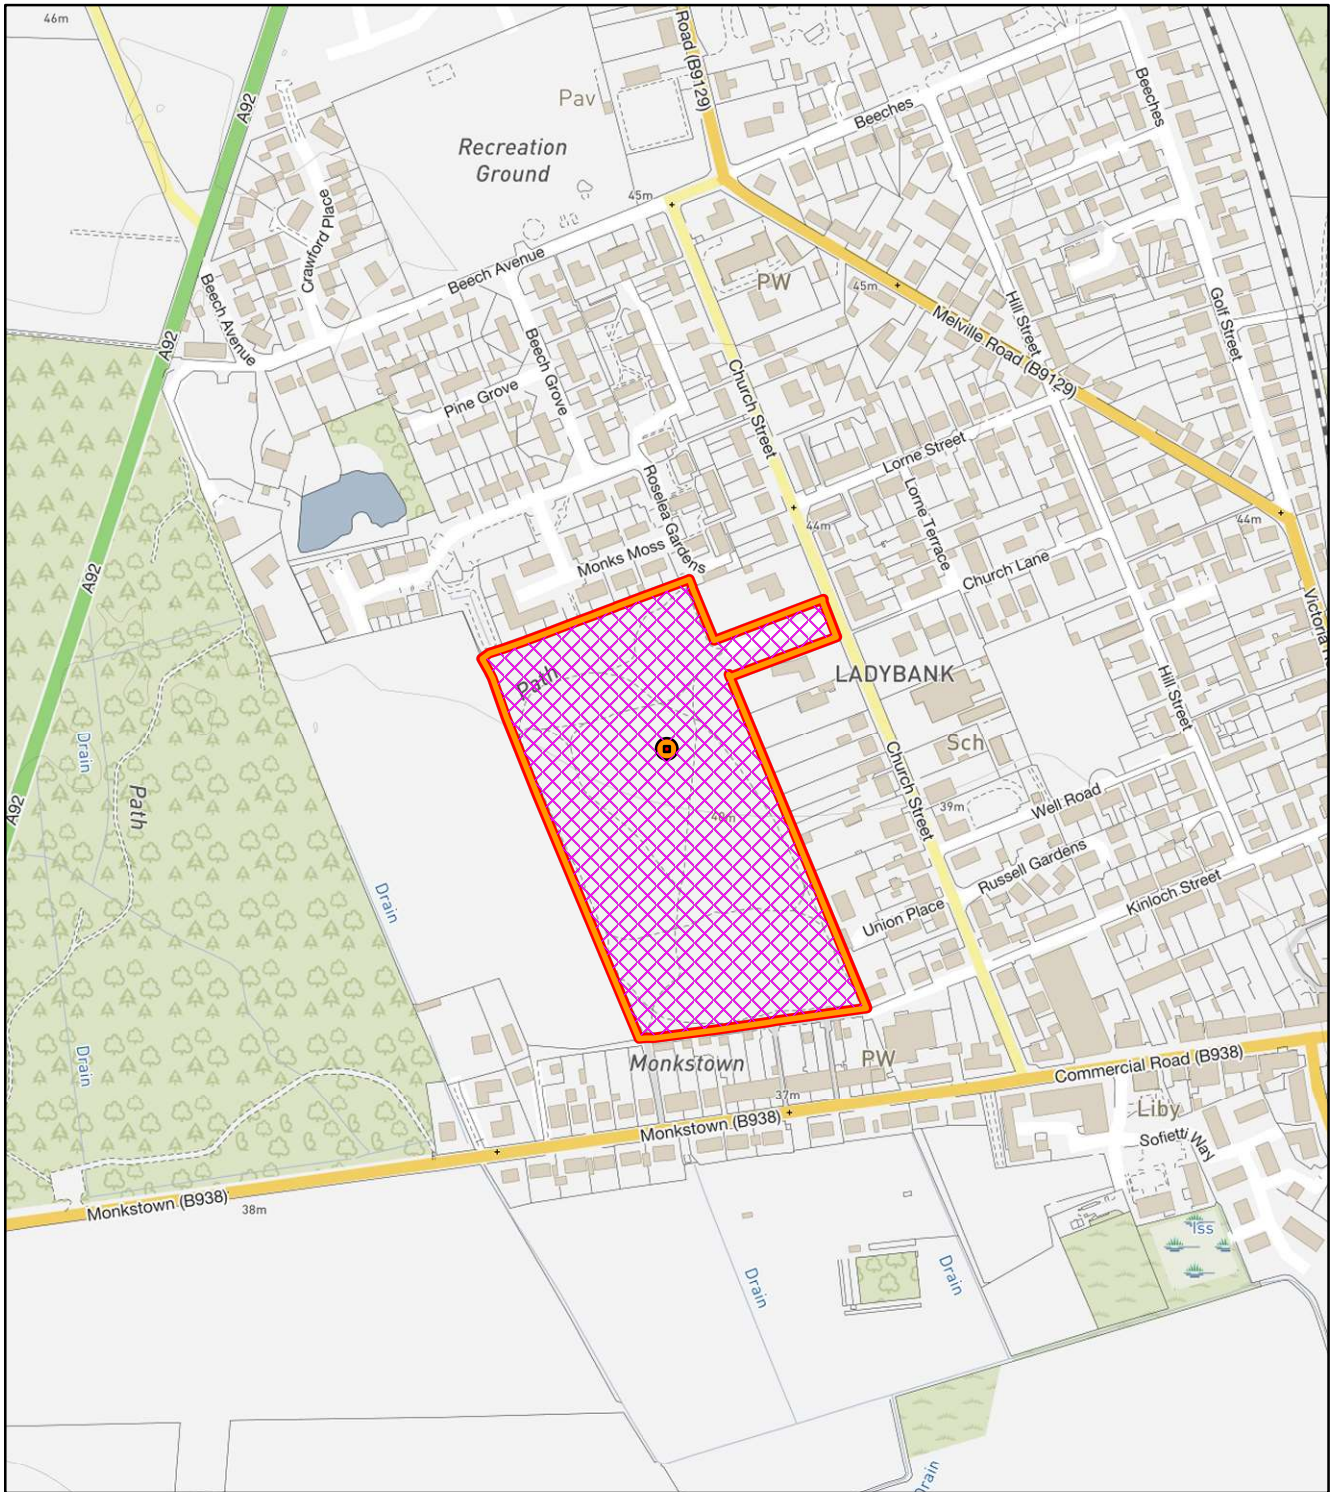 46m
A92
Road (B9129)
Beeches
Beeches
Pav
Recreation
Ground
45m
Crawford Place
Beech Avenue
Beech Avenue
PW
45m
Hill Street
Golf Street
Melville Road (B9129)
A92
Beech Grove
Pine Grove
Church Street
Lorne Street
Roselea Gardens
Lorne Terrace
44m
44m
Monks Moss
Church Lane
A92
Victoria
LADYBANK
Path
Hill Street
Drain
Sch
Path
Church Street
A92
39m
Well Road
40m
Russell Gardens
Drain
Union Place
Kinloch Street
Drain
Monkstown
PW
Commercial Road (B938)
37m
Monkstown (B938)
Liby
Sofietti Way
Monkstown (B938)
38m
Iss
Drain
Drain
Drain